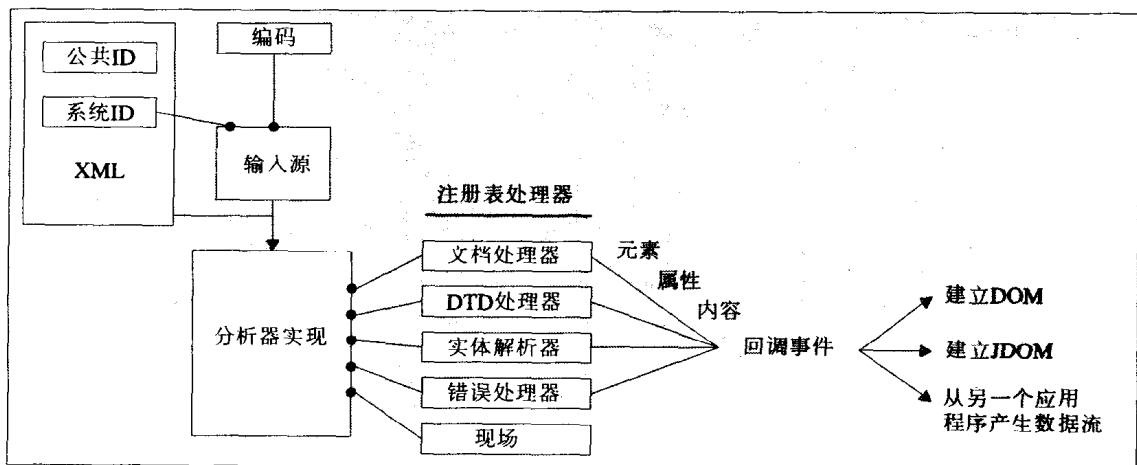 编码
公共ID
系统ID
XML
输入源
注册表处理器
文档处理器
DTD处理器
实体解析器
错误处理器
现场
分析器实现
元素
属性
内容
回调事件
建立DOM
建立JDOM
从另一个应用
程序产生数据流